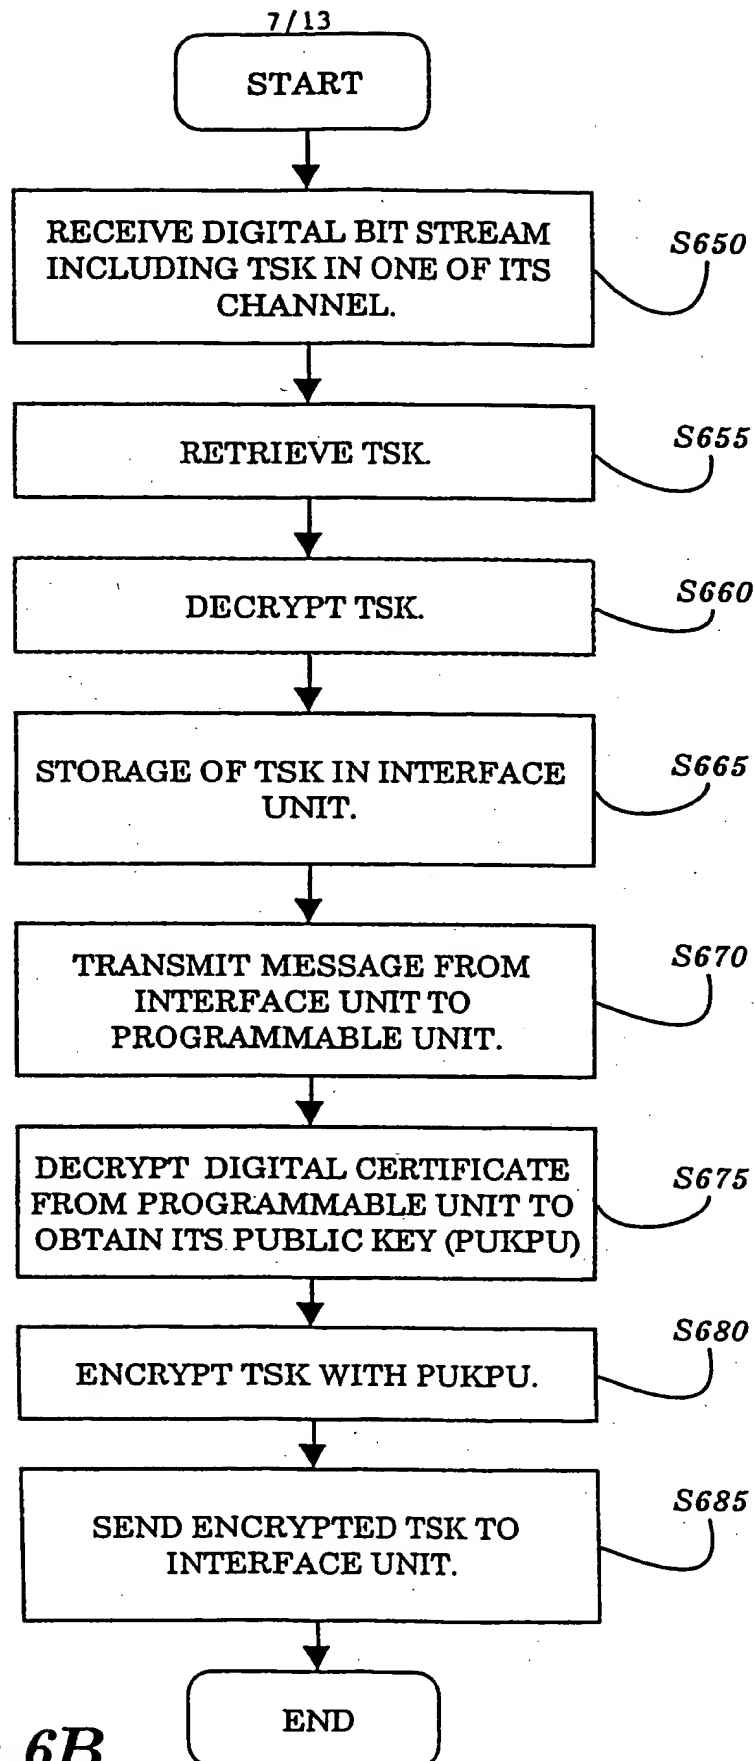 7/13
START
RECEIVE DIGITAL BIT STREAM
INCLUDING TSK IN ONE OF ITS
CHANNEL.
S650
RETRIEVE TSK.
S655
DECRYPT TSK.
S660
STORAGE OF TSK IN INTERFACE
UNIT.
S665
TRANSMIT MESSAGE FROM
INTERFACE UNIT TO
PROGRAMMABLE UNIT.
S670
DECRYPT DIGITAL CERTIFICATE
FROM PROGRAMMABLE UNIT TO
OBTAIN ITS PUBLIC KEY (PUKPU)
S675
ENCRYPT TSK WITH PUKPU.
S680
SEND ENCRYPTED TSK TO
INTERFACE UNIT.
S685
END
6B